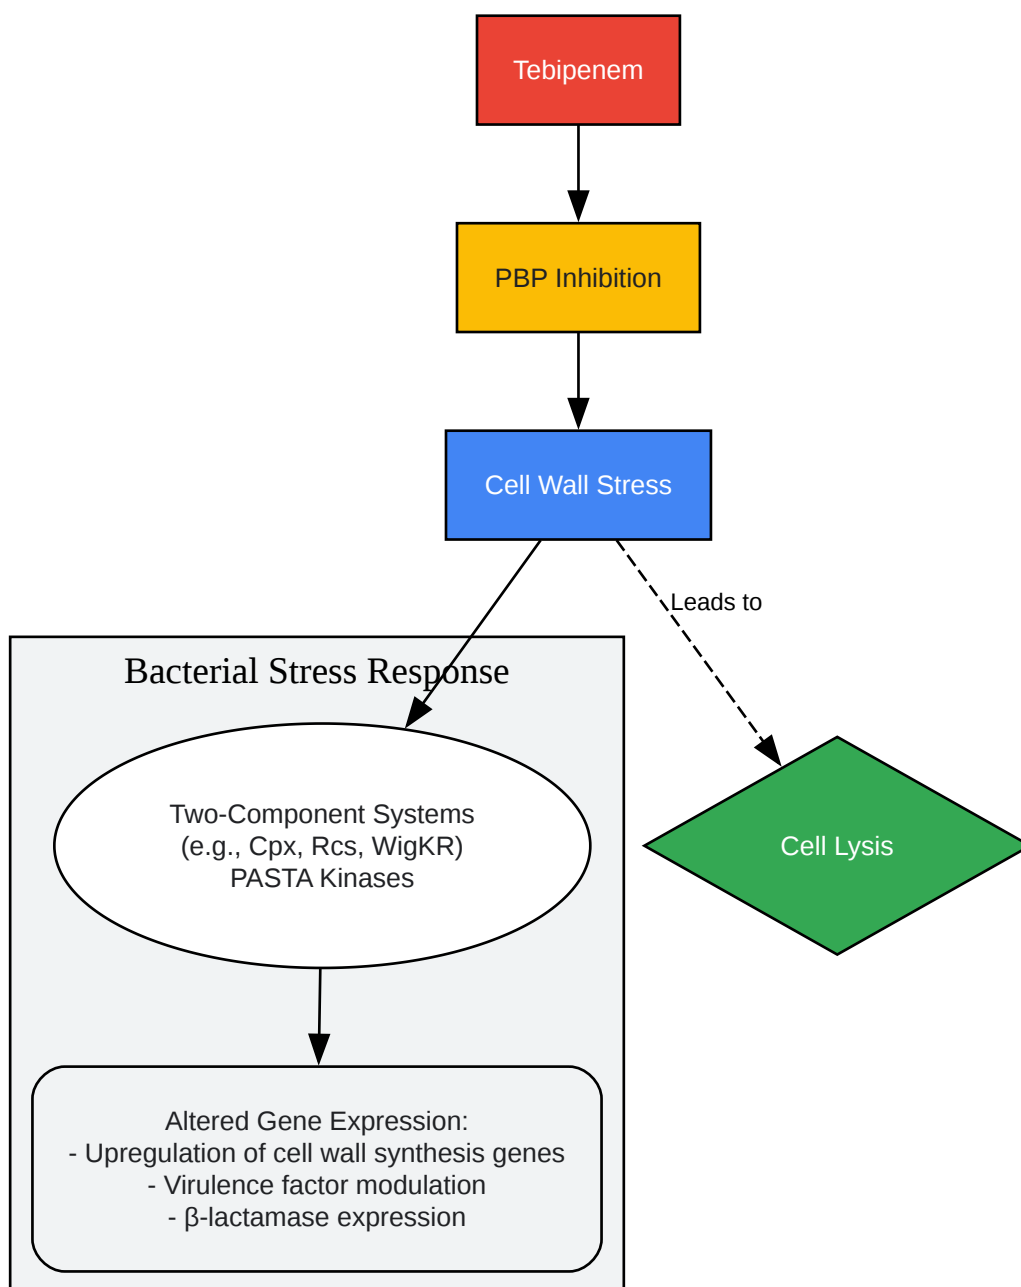 Tebipenem
PBP Inhibition
Cell Wall Stress
Leads to
Bacterial Stress Response
Two-Component Systems
(e.g., Cpx, Rcs, WigKR)
PASTA Kinases
Cell Lysis
Altered Gene Expression:
- Upregulation of cell wall synthesis genes
- Virulence factor modulation
- β-lactamase expression